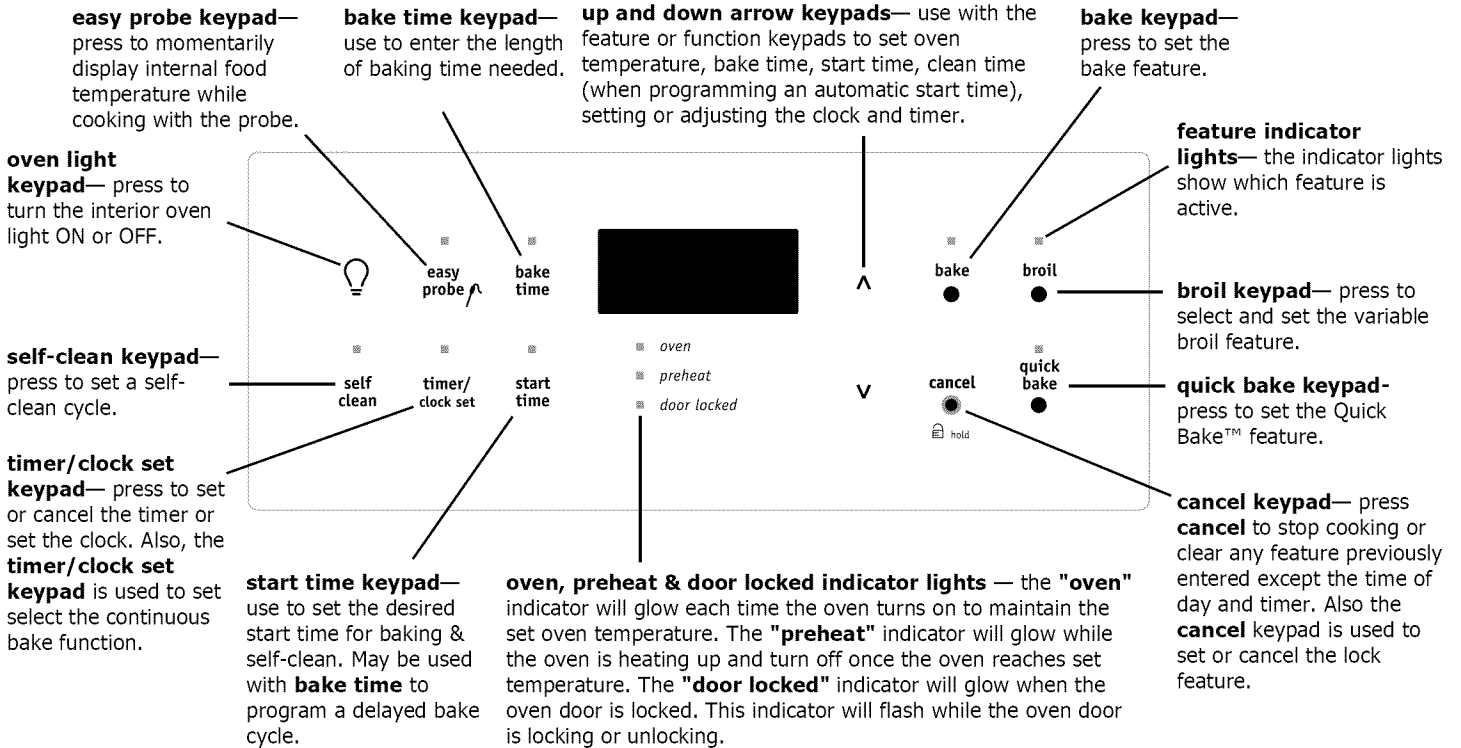 easy probe keypad—
press to momentarily
display internal food
temperature while
cooking with the probe.
bake time keypad—
use to enter the length
of baking time needed.
up and down arrow keypads— use with the
feature or function keypads to set oven
temperature, bake time, start time, clean time
(when programming an automatic start time),
setting or adjusting the clock and timer.
bake keypad—
press to set the
bake feature.
feature indicator
lights— the indicator lights
show which feature is
active.
oven light
keypad— press to
turn the interior oven
light ON or OFF.
easy
probe
bake
time
bake
broil
broil keypad— press to
select and set the variable
broil feature.
self-clean keypad—
press to set a self-
clean cycle.
self
clean
timer/
clock set
start
time
oven
preheat
door locked
cancel
hold
quick
bake
quick bake keypad-
press to set the Quick
Bake™ feature.
timer/clock set
keypad— press to set
or cancel the timer or
set the clock. Also, the
timer/clock set
keypad is used to set
select the continuous
bake function.
start time keypad—
use to set the desired
start time for baking &
self-clean. May be used
with bake time to
program a delayed bake
cycle.
oven, preheat & door locked indicator lights — the "oven"
indicator will glow each time the oven turns on to maintain the
set oven temperature. The "preheat" indicator will glow while
the oven is heating up and turn off once the oven reaches set
temperature. The "door locked" indicator will glow when the
oven door is locked. This indicator will flash while the oven door
is locking or unlocking.
cancel keypad— press
cancel to stop cooking or
clear any feature previously
entered except the time of
day and timer. Also the
cancel keypad is used to
set or cancel the lock
feature.